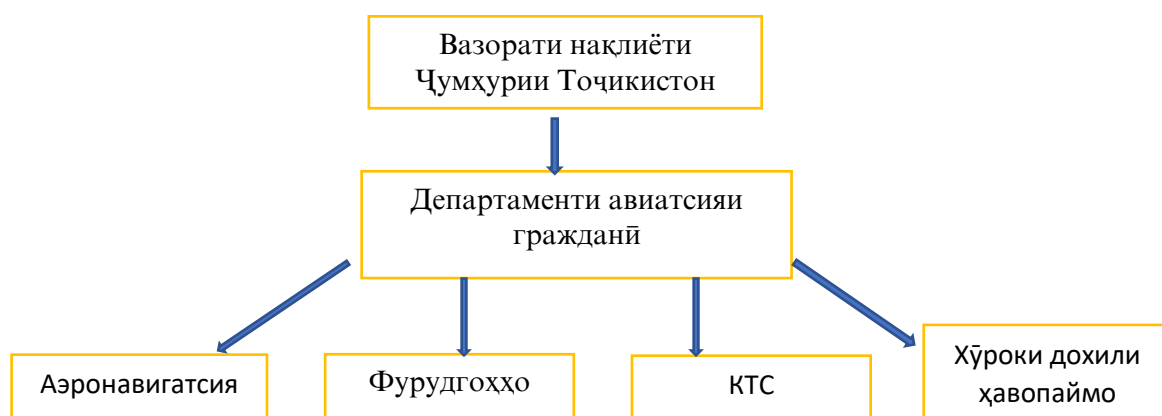 Вазорати нақлиёти
Ҷумҳурии Тоҷикистон
Департаменти авиатсияи
гражданӣ
Аэронавигатсия
Фурудгоҳҳо
КТС
Хӯроки дохили
ҳавопаймо